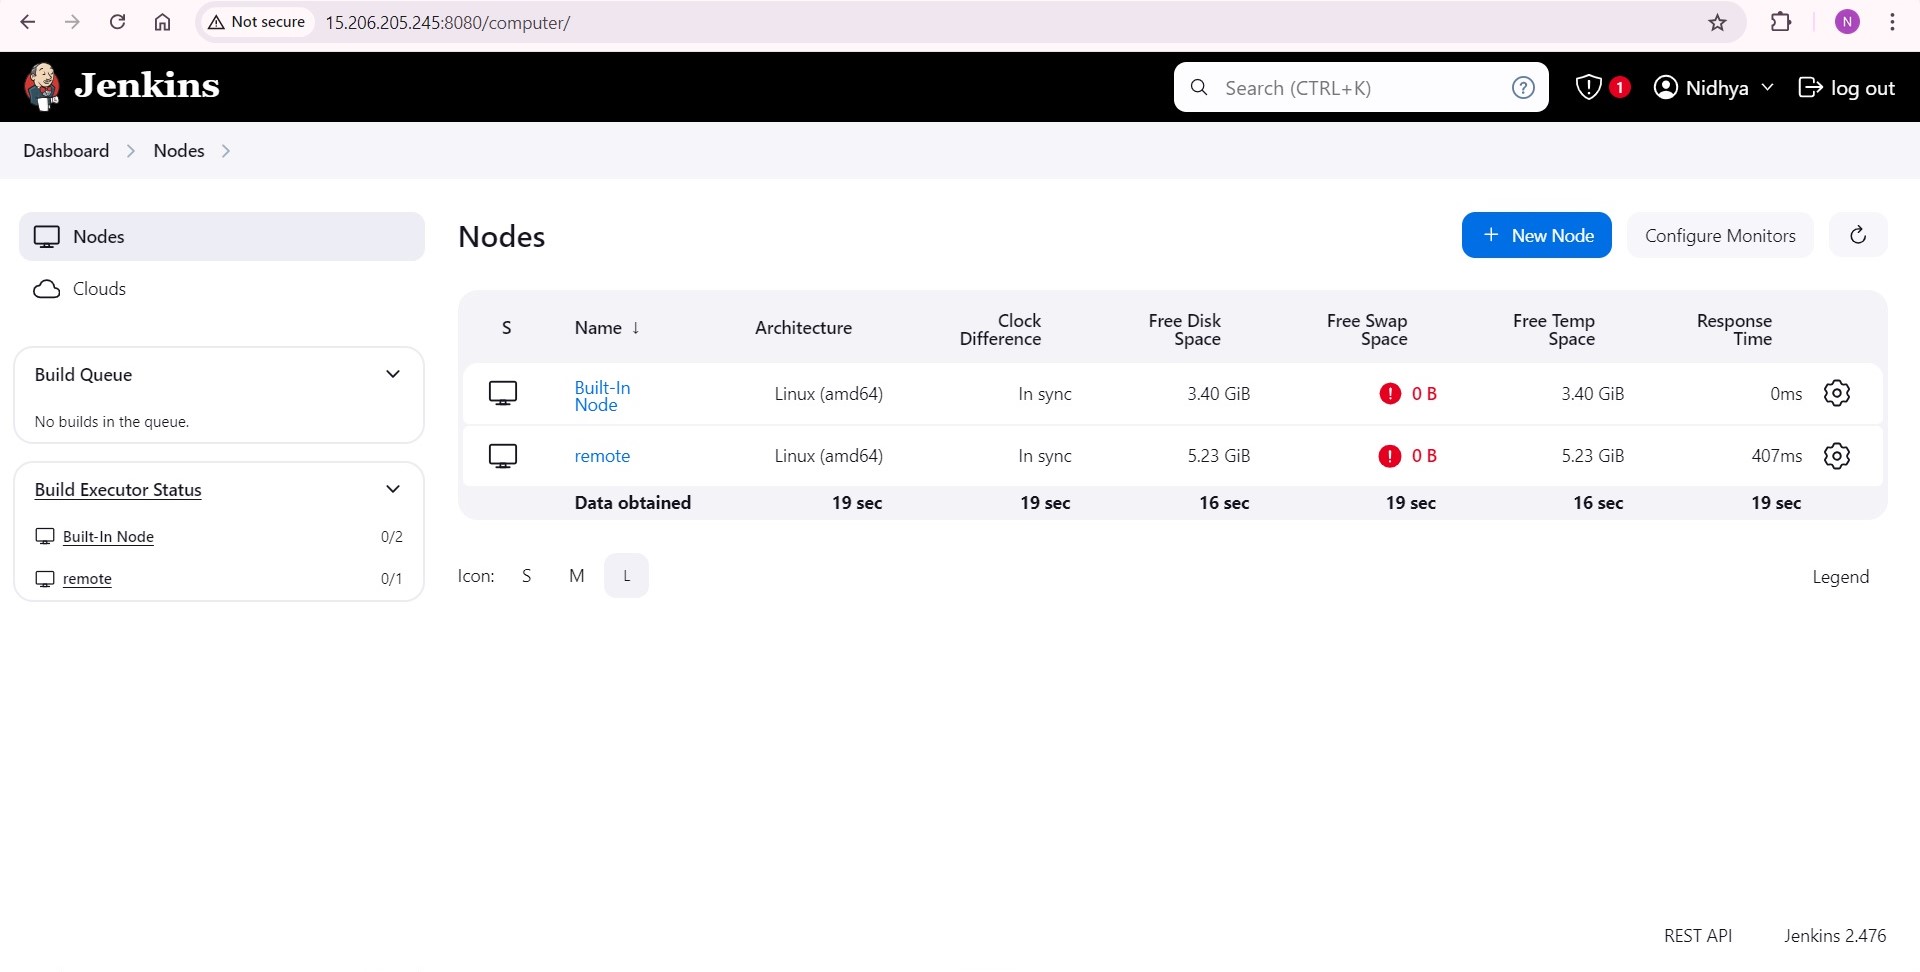 Not secure 15.206.205.245:8080/computer/ N
Jenkins Search (CTRL+K) ? 1 Nidhya log out
Dashboard Nodes
Nodes
Clouds
Build Queue
No builds in the queue.
Build Executor Status
Built-In Node 0/2
remote 0/1
Nodes
+ New Node Configure Monitors
S Name ↓ Architecture Clock Difference Free Disk Space Free Swap Space Free Temp Space Response Time
Built-In Node Linux (amd64) In sync 3.40 GiB ! 0 B 3.40 GiB 0ms
remote Linux (amd64) In sync 5.23 GiB ! 0 B 5.23 GiB 407ms
Data obtained 19 sec 19 sec 16 sec 19 sec 16 sec 19 sec
Icon: S M L Legend
REST API Jenkins 2.476